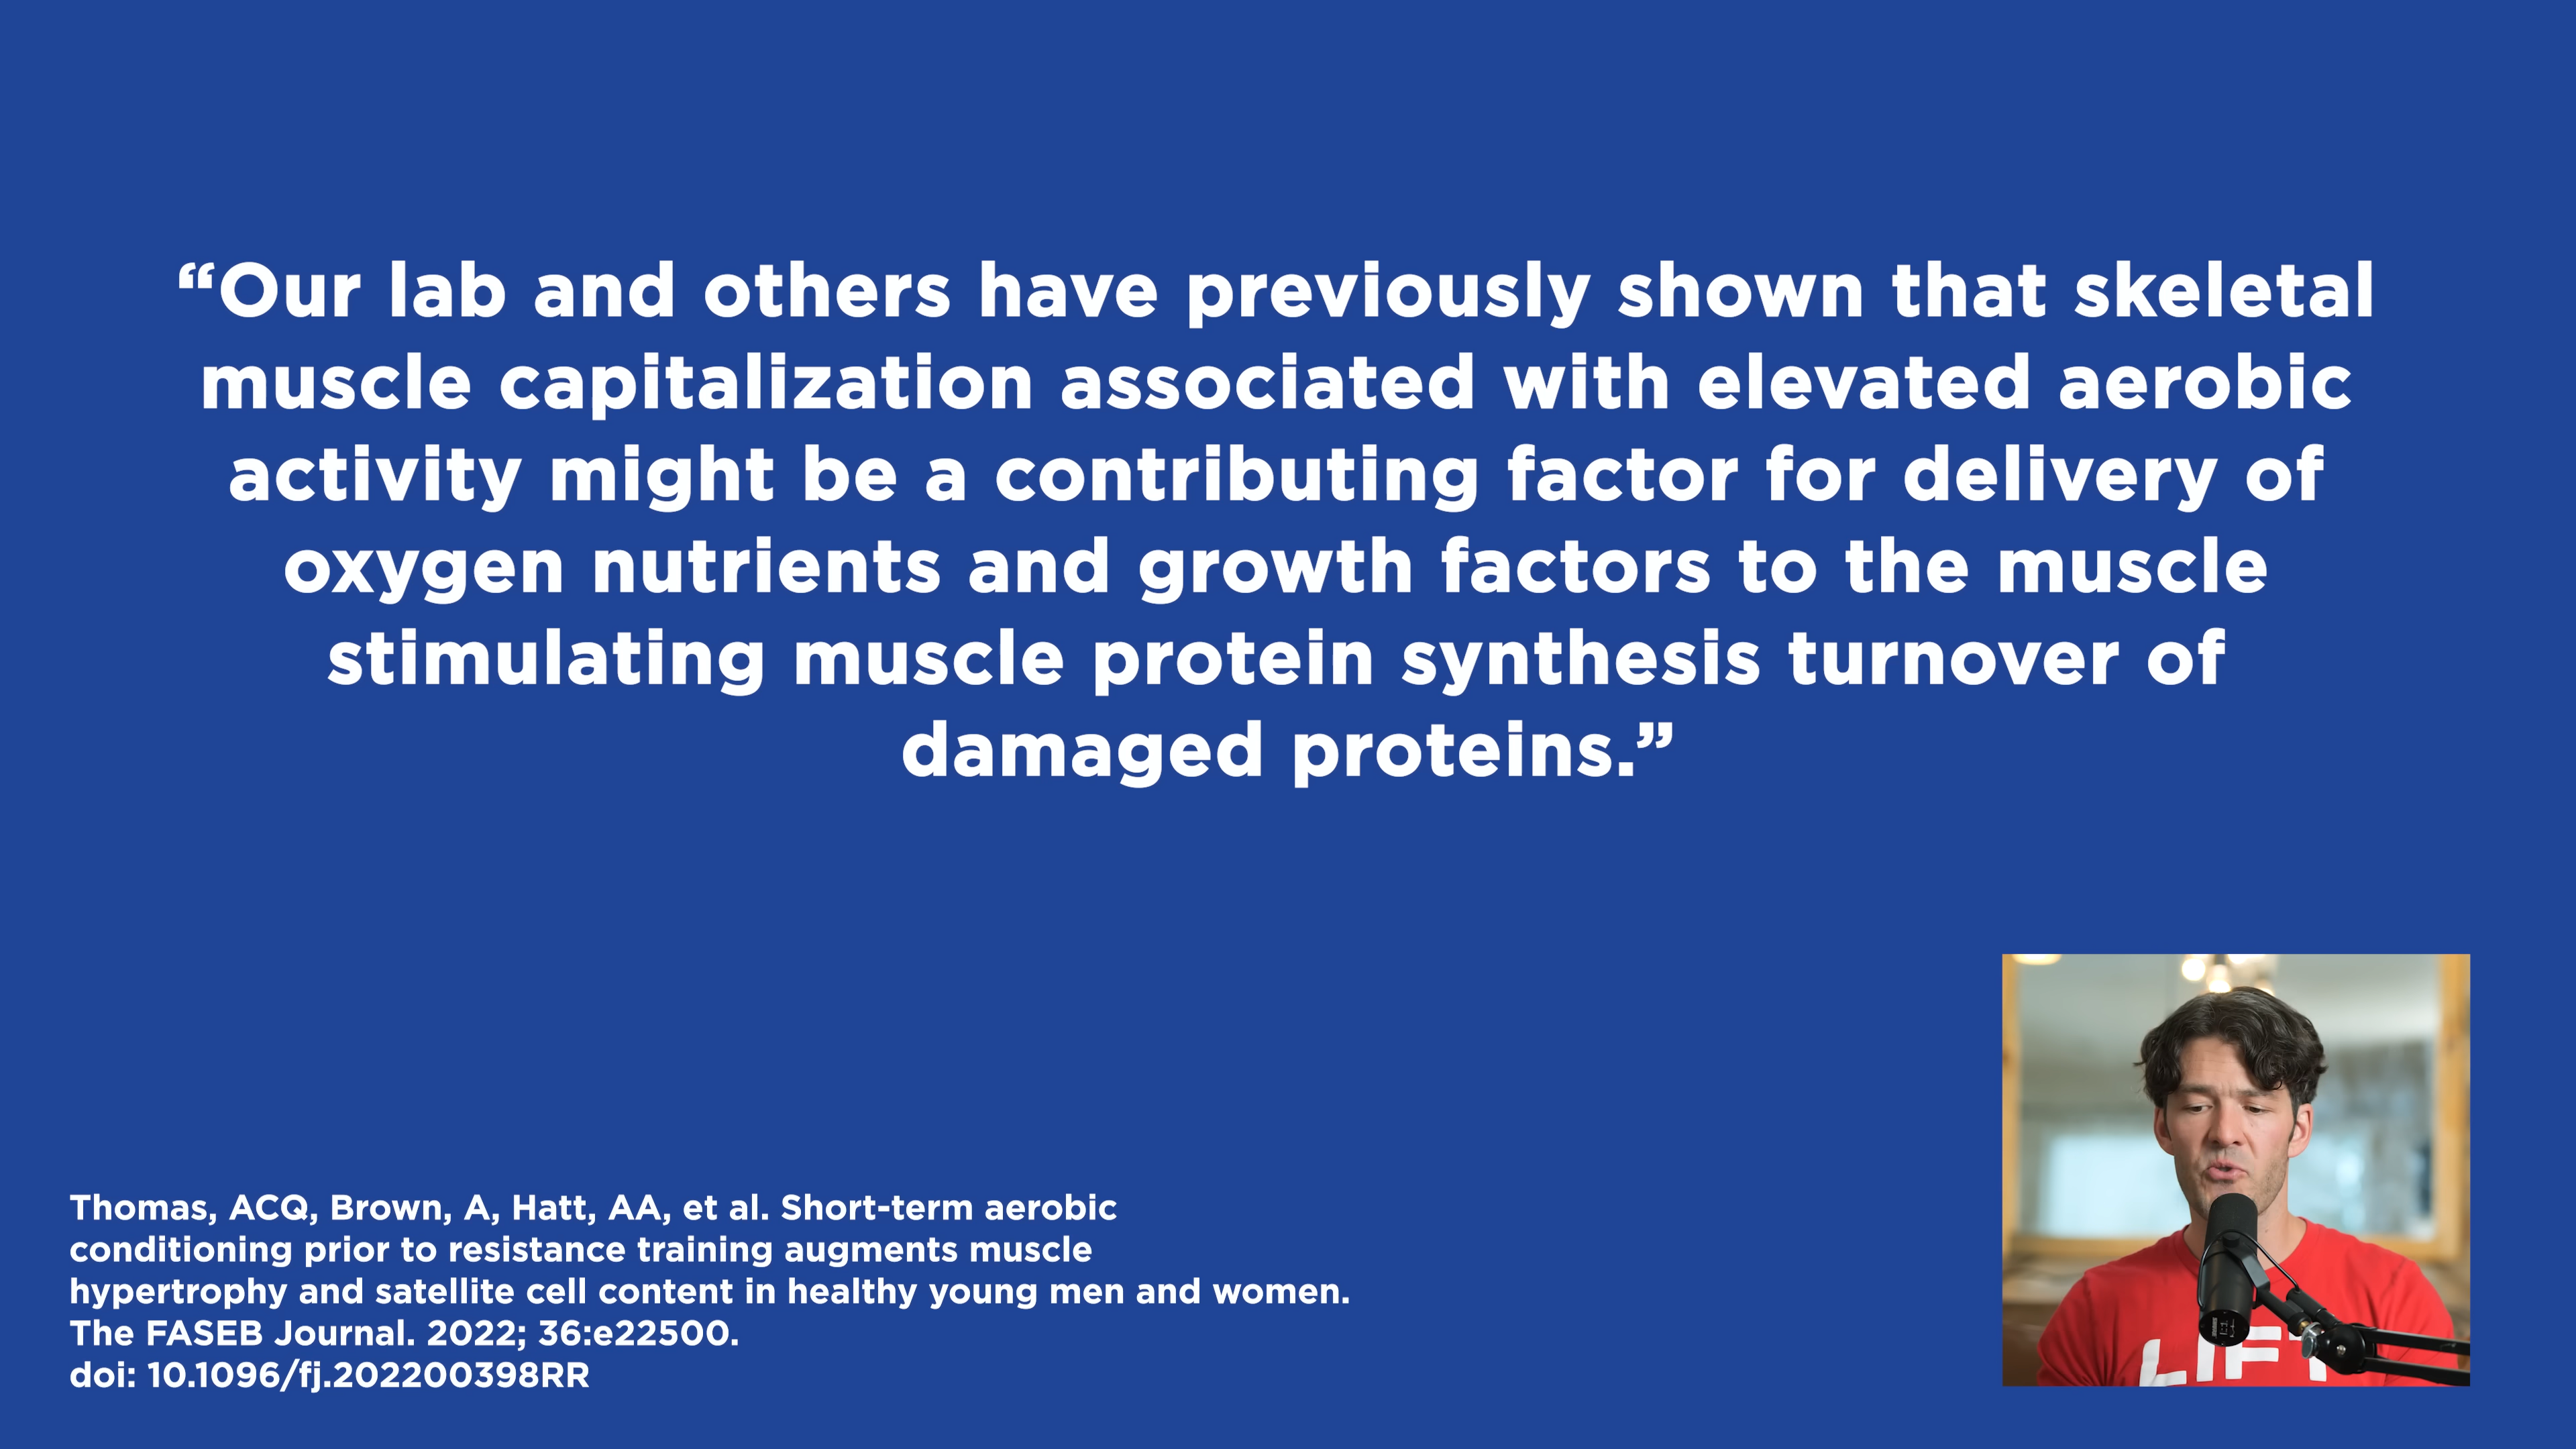 “Our lab and others have previously shown that skeletal
muscle capitalization associated with elevated aerobic
activity might be a contributing factor for delivery of
oxygen nutrients and growth factors to the muscle
stimulating muscle protein synthesis turnover of
damaged proteins.”
Thomas, ACQ, Brown, A, Hatt, AA, et al. Short-term aerobic
conditioning prior to resistance training augments muscle
hypertrophy and satellite cell content in healthy young men and women.
The FASEB Journal. 2022; 36:e22500.
doi: 10.1096/fj.202200398RR